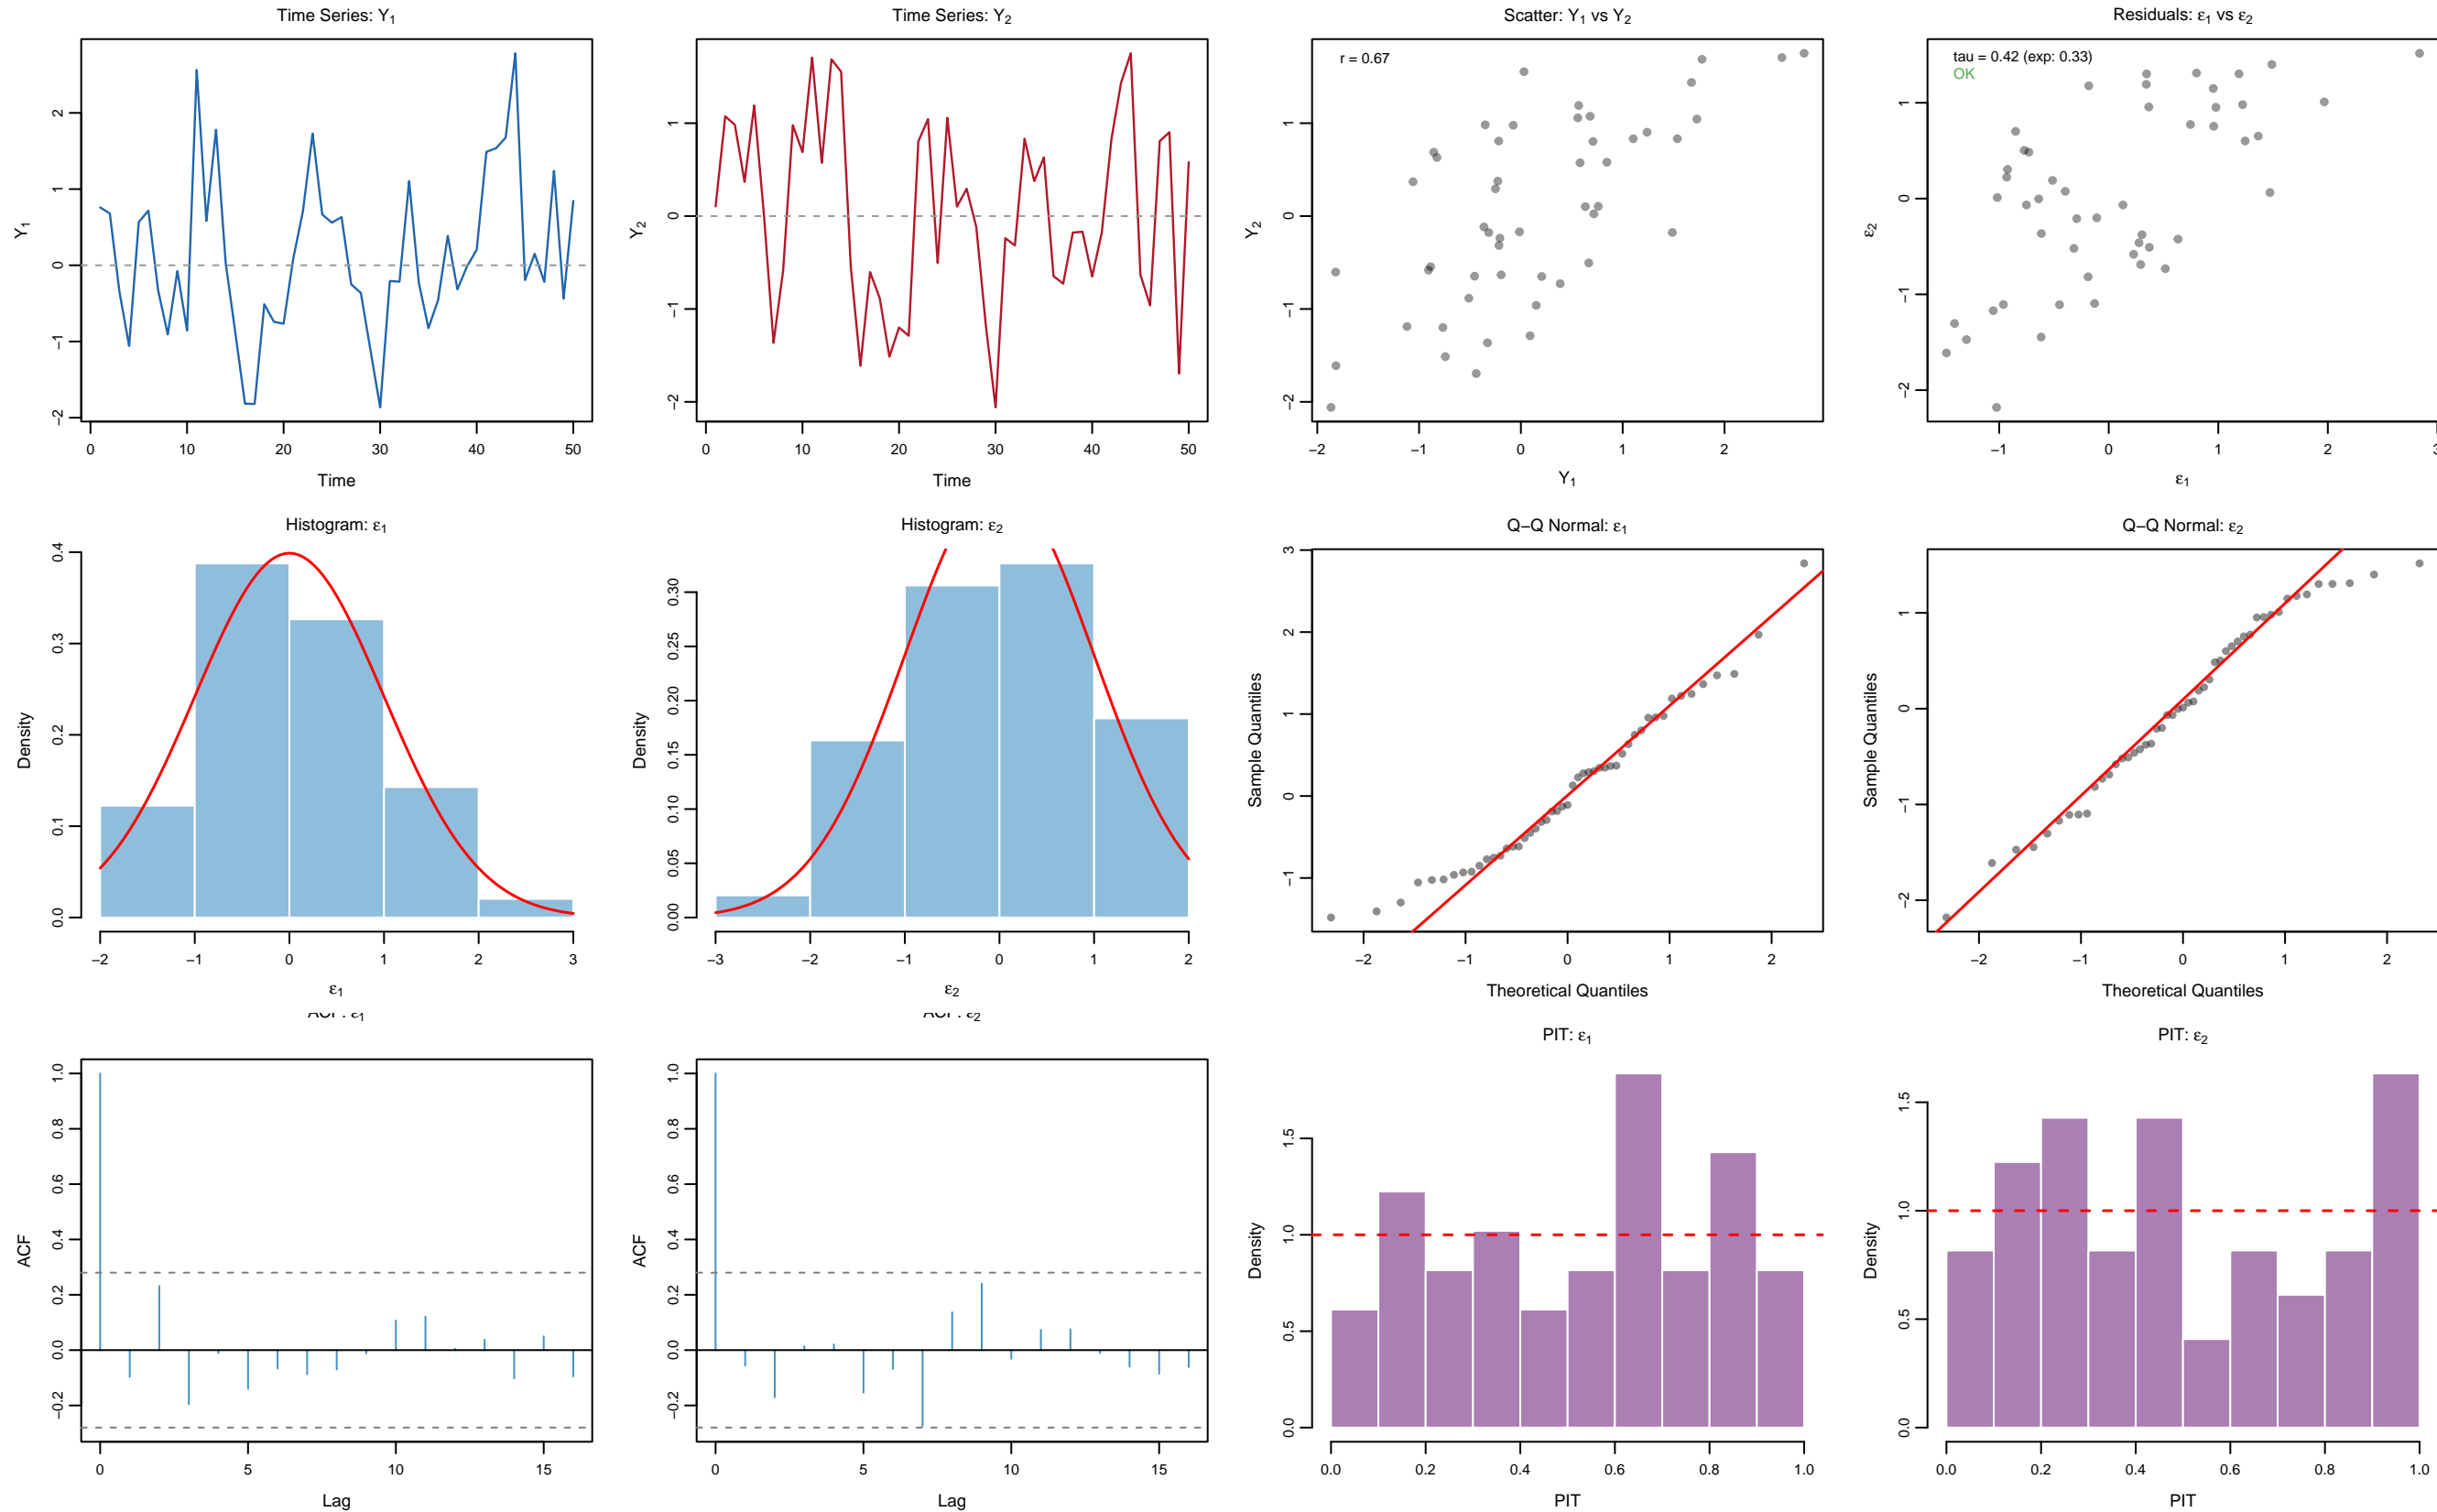 Time Series: Y1
Time Series: Y2
Scatter: Y1 vs Y2
Residuals: ε1 vs ε2
Y1
−2 −1 0 1 2
0 10 20 30 40 50
Time
Y2
−2 −1 0 1
0 10 20 30 40 50
Time
r = 0.67
Y2
−2 −1 0 1
−2 −1 0 1 2
Y1
tau = 0.42 (exp: 0.33)
OK
ε2
−2 −1 0 1
−1 0 1 2
ε1
Histogram: ε1
Histogram: ε2
Q−Q Normal: ε1
Q−Q Normal: ε2
Density
0.0 0.1 0.2 0.3 0.4
−2 −1 0 1 2 3
ε1
Density
0.00 0.05 0.10 0.15 0.20 0.25 0.30
−3 −2 −1 0 1 2
ε2
Sample Quantiles
−1 0 1 2 3
−2 −1 0 1 2
Theoretical Quantiles
Sample Quantiles
−2 −1 0 1
−2 −1 0 1 2
Theoretical Quantiles
ACF: ε1
ACF: ε2
PIT: ε1
PIT: ε2
ACF
−0.2 0.0 0.2 0.4 0.6 0.8 1.0
0 5 10 15
Lag
ACF
−0.2 0.0 0.2 0.4 0.6 0.8 1.0
0 5 10 15
Lag
Density
0.0 0.5 1.0 1.5
0.0 0.2 0.4 0.6 0.8 1.0
PIT
Density
0.0 0.5 1.0 1.5
0.0 0.2 0.4 0.6 0.8 1.0
PIT